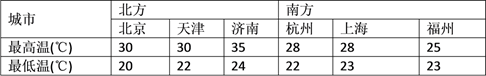 城市 北方 南方
北京 天津 济南 杭州 上海 福州
最高温(℃) 30 30 35 28 28 25
最低温(℃) 20 22 24 22 23 23